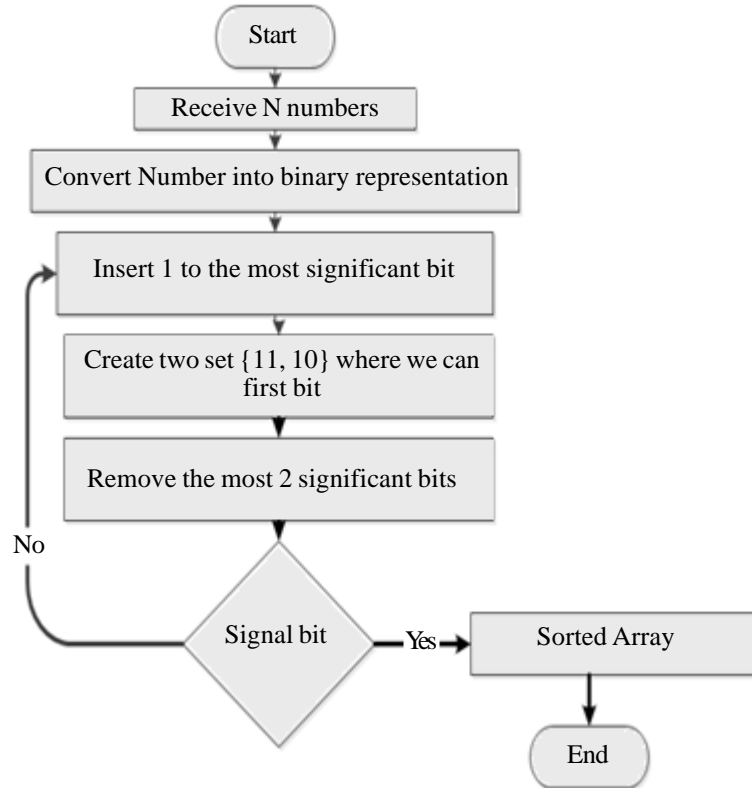 Start
Receive N numbers
Convert Number into binary representation
Insert 1 to the most significant bit
Create two set {11, 10} where we can
first bit
Remove the most 2 significant bits
No
Signal bit
Yes
Sorted Array
End